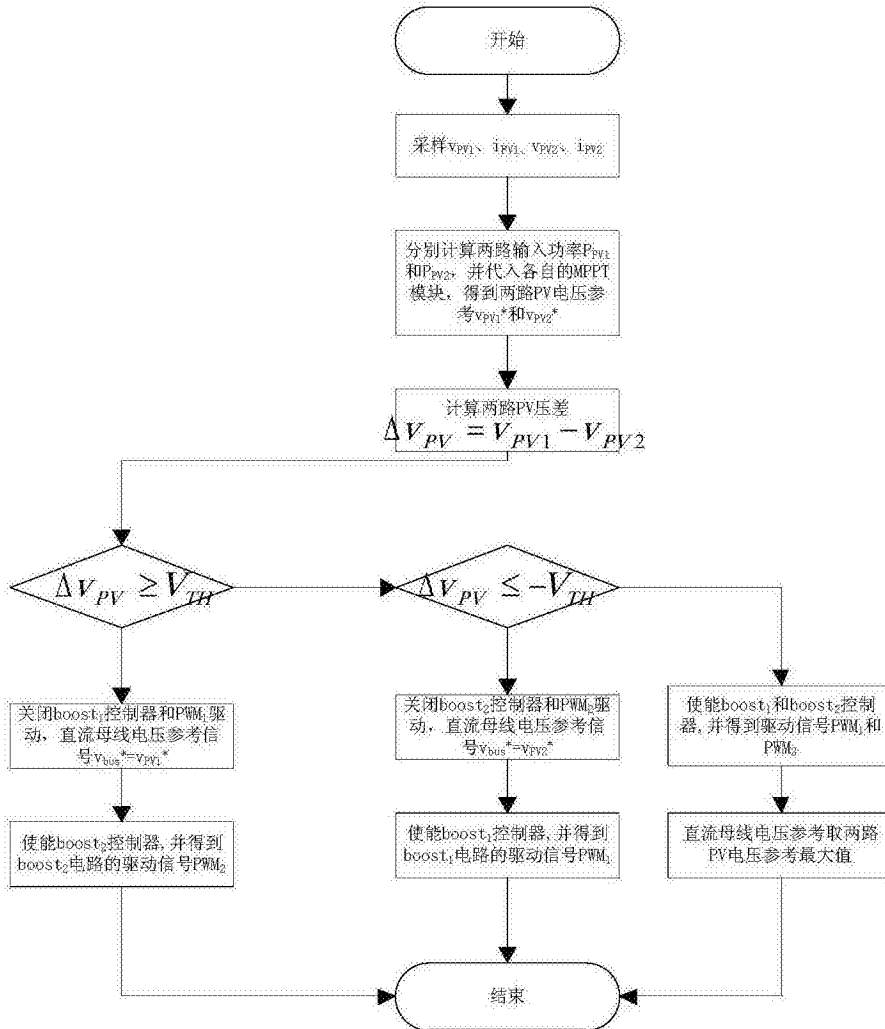 开始
采样vPV1、iPV1、vPV2、iPV2
分别计算两路输入功率PPV1
和PPV2，并代入各自的MPPT
模块，得到两路PV电压参
考vPV1*和vPV2*
计算两路PV压差
ΔVPV = VPV1 − VPV2
ΔVPV ≥ VTH
ΔVPV ≤ −VTH
关闭boost1控制器和PWM1驱
动，直流母线电压参考信
号vbus*=vPV1*
关闭boost2控制器和PWM2驱
动，直流母线电压参考信
号vbus*=vPV2*
使能boost1和boost2控制
器,并得到驱动信号PWM1和
PWM2
使能boost2控制器,并得到
boost2电路的驱动信号PWM2
使能boost1控制器,并得到
boost1电路的驱动信号PWM1
直流母线电压参考取两路
PV电压参考最大值
结束